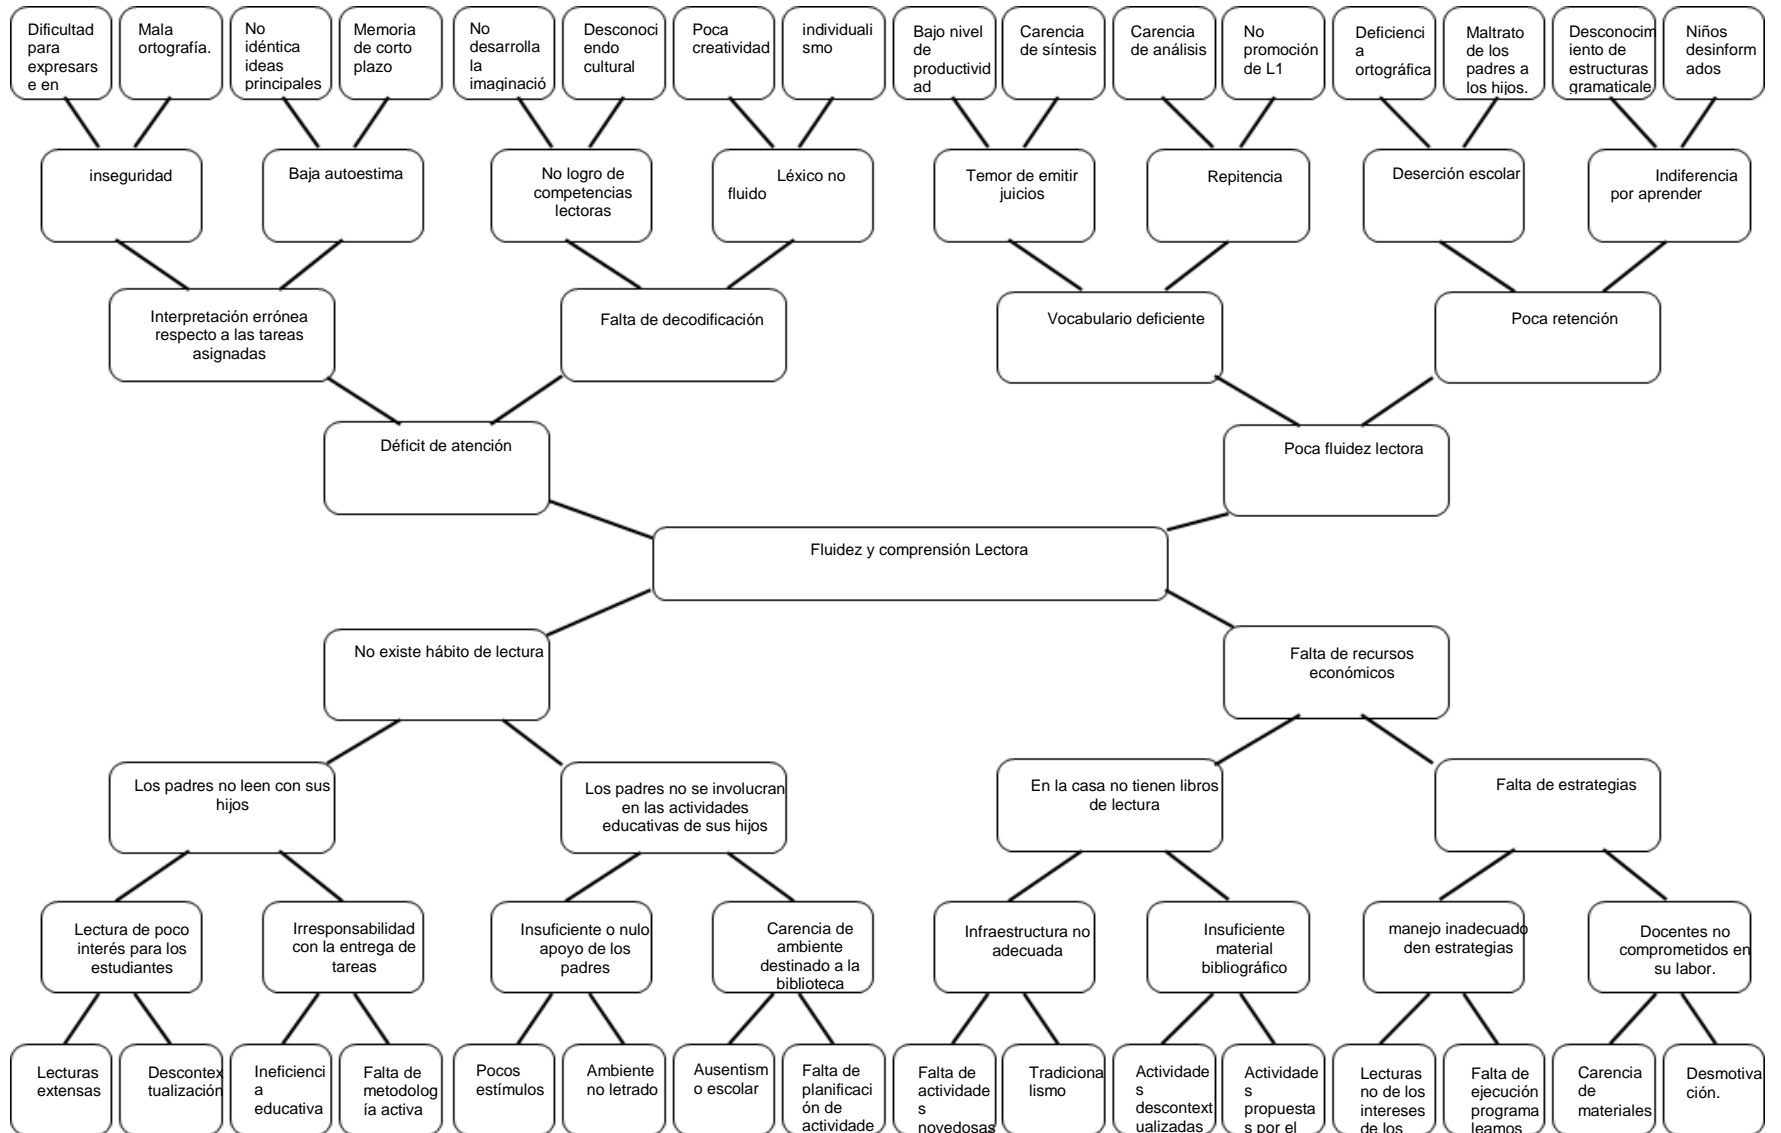 Dificultad
para
expresars
e en
Mala
ortografía.
No
idéntica
ideas
principales
Memoria
de corto
plazo
No
desarrolla
la
imaginació
Desconoci
endo
cultural
Poca
creatividad
individuali
smo
Bajo nivel
de
productivid
ad
Carencia
de síntesis
Carencia
de análisis
No
promoción
de L1
Deficienci
a
ortográfica
Maltrato
de los
padres a
los hijos.
Desconocim
iento de
estructuras
gramaticale
Niños
desinform
ados
inseguridad
Baja autoestima
No logro de
competencias
lectoras
Léxico no
fluido
Temor de emitir
juicios
Repitencia
Deserción escolar
Indiferencia
por aprender
Interpretación errónea
respecto a las tareas
asignadas
Falta de decodificación
Vocabulario deficiente
Poca retención
Déficit de atención
Poca fluidez lectora
Fluidez y comprensión Lectora
No existe hábito de lectura
Falta de recursos
económicos
Los padres no leen con sus
hijos
Los padres no se involucran
en las actividades
educativas de sus hijos
En la casa no tienen libros
de lectura
Falta de estrategias
Lectura de poco
interés para los
estudiantes
Irresponsabilidad
con la entrega de
tareas
Insuficiente o nulo
apoyo de los
padres
Carencia de
ambiente
destinado a la
biblioteca
Infraestructura no
adecuada
Insuficiente
material
bibliográfico
manejo inadecuado
den estrategias
Docentes no
comprometidos en
su labor.
Lecturas
extensas
Descontex
tualización
Ineficienci
a
educativa
Falta de
metodolog
ía activa
Pocos
estímulos
Ambiente
no letrado
Ausentism
o escolar
Falta de
planificaci
ón de
actividade
Falta de
actividade
s
novedosas
Tradiciona
lismo
Actividade
s
descontext
ualizadas
Actividade
s
propuesta
s por el
Lecturas
no de los
intereses
de los
Falta de
ejecución
programa
leamos
Carencia
de
materiales
Desmotiva
ción.